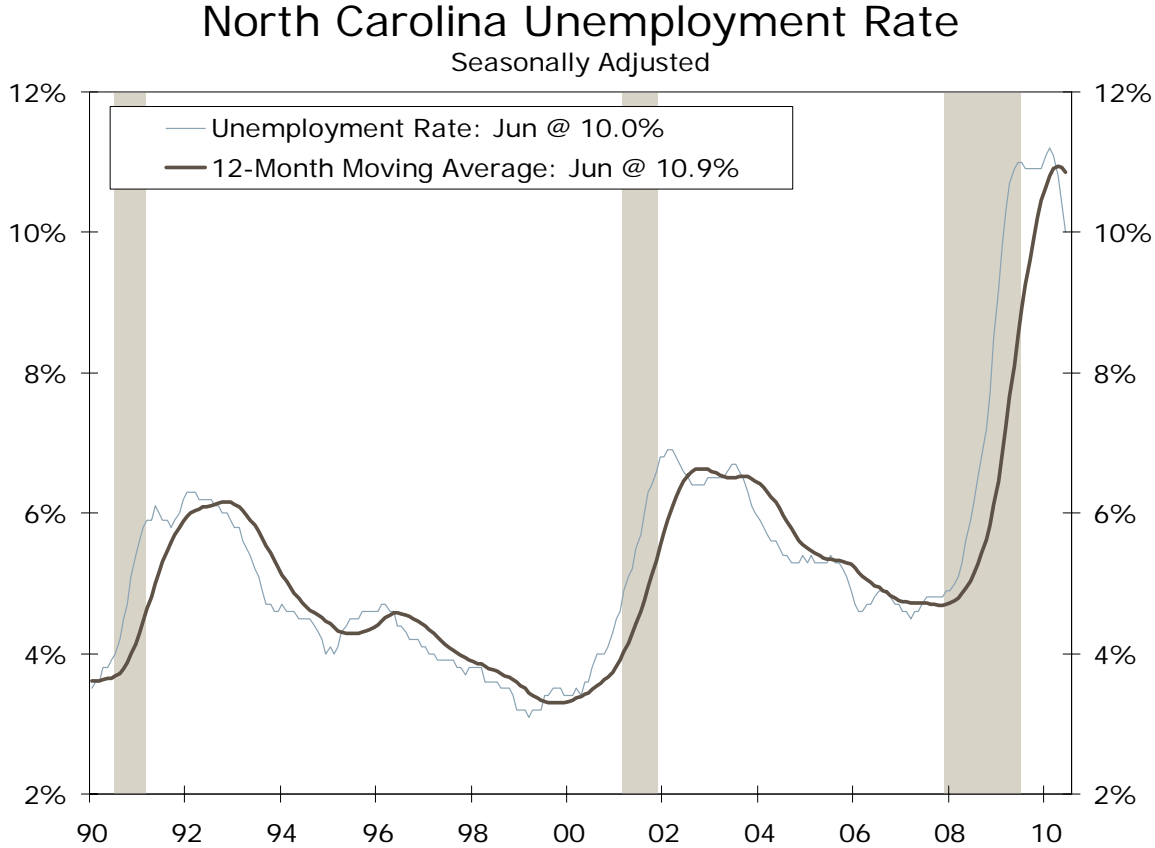 North Carolina Unemployment Rate
Seasonally Adjusted
12% 12%
Unemployment Rate: Jun @ 10.0%
12-Month Moving Average: Jun @ 10.9%
10% 10%
8% 8%
6% 6%
4% 4%
2% 2%
90 92 94 96 98 00 02 04 06 08 10